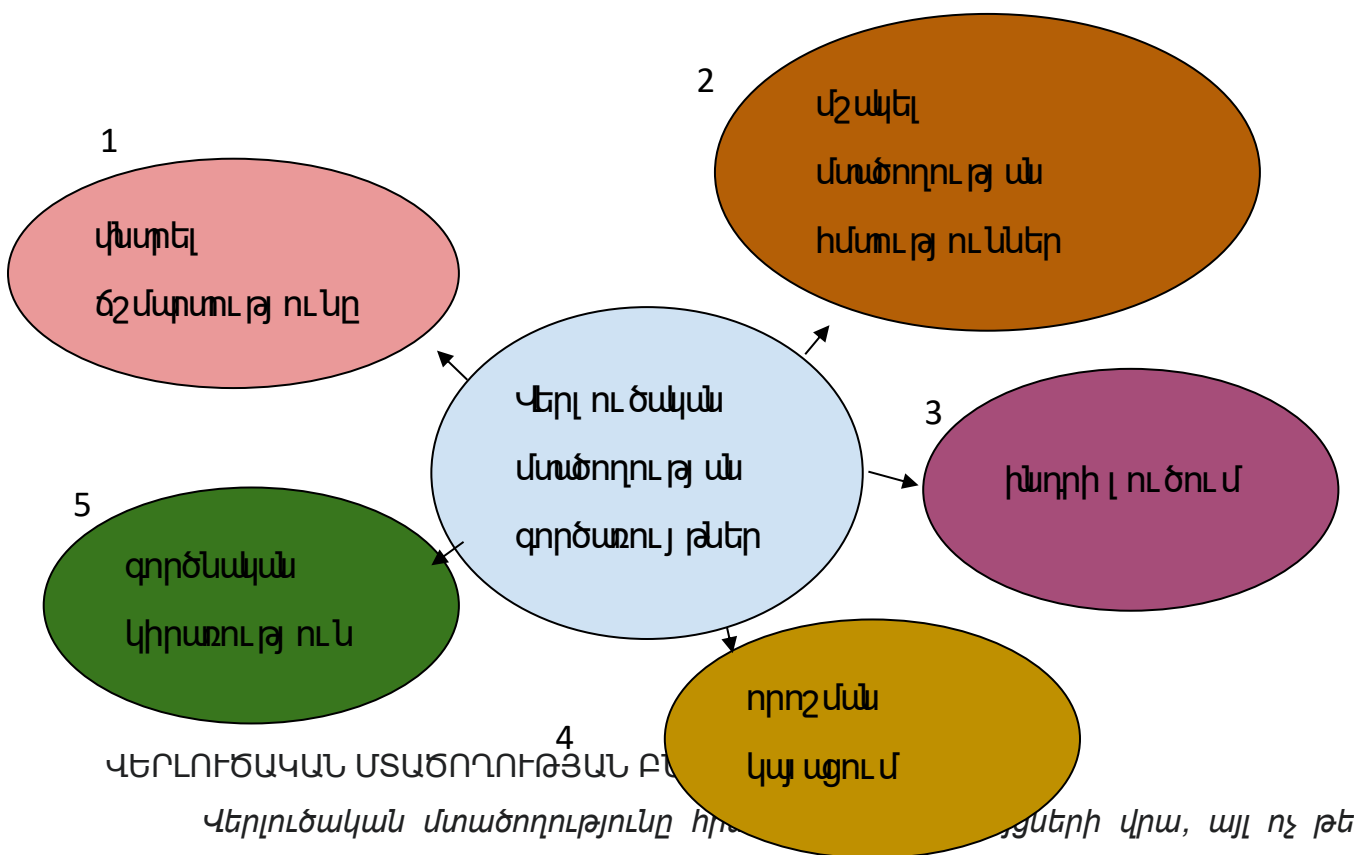 1
փնտրել
ճշմարտությունը
2
մշակել
մտածողության
հմտություններ
Վերլուծական
մտածողության
գործառույթներ
3
խնդրի լուծում
5
գործնական
կիրառություն
4
որոշման
կայացում
ՎԵՐԼՈՒԾԱԿԱՆ ՄՏԱԾՈՂՈՒԹՅԱՆ
Վերլուծական մտածողությունը վրա, այլ ոչ թե